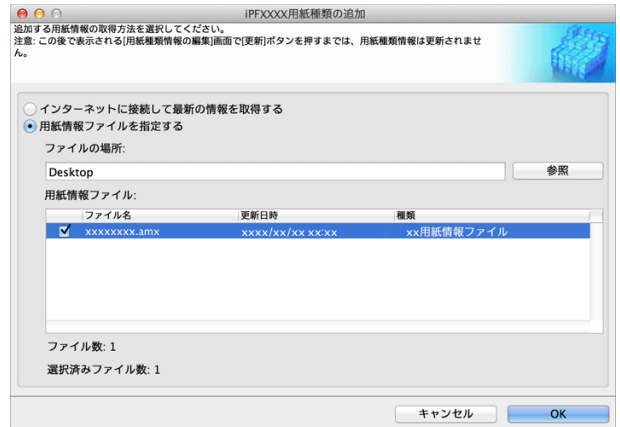 iPFXXXX用紙種類の追加
追加する用紙情報の取得方法を選択してください。
注意: この後で表示される[用紙種類情報の編集]画面で[更新]ボタンを押すまでは、用紙種類情報は更新されませ
ん。
インターネットに接続して最新の情報を取得する
用紙情報ファイルを指定する
ファイルの場所:
Desktop 参照
用紙情報ファイル:
ファイル名 更新日時 種類
xxxxxxxx.amx xxxx/xx/xx xx:xx xx用紙情報ファイル
ファイル数: 1
選択済みファイル数: 1
キャンセル OK